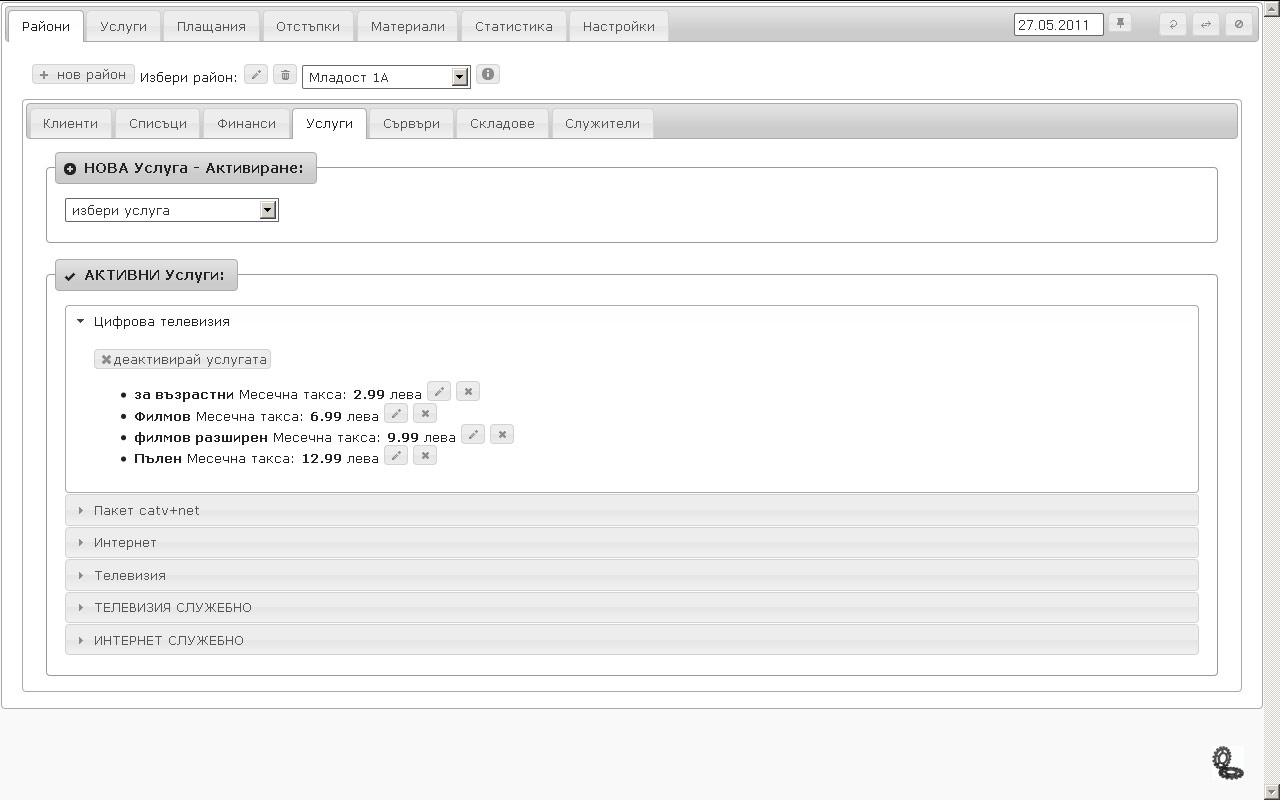 Райони Услуги Плащания Отстъпки Материали Статистика Настройки 27.05.2011
нов район Избери район: Младост 1А
Клиенти Списъци Финанси Услуги Сървъри Складове Служители
НОВА Услуга - Активиране:
избери услуга
АКТИВНИ Услуги:
Цифрова телевизия
деактивирай услугата
за възрастни Месечна такса: 2.99 лева
Филмов Месечна такса: 6.99 лева
филмов разширен Месечна такса: 9.99 лева
Пълен Месечна такса: 12.99 лева
Пакет catv+net
Интернет
Телевизия
ТЕЛЕВИЗИЯ СЛУЖЕБНО
ИНТЕРНЕТ СЛУЖЕБНО